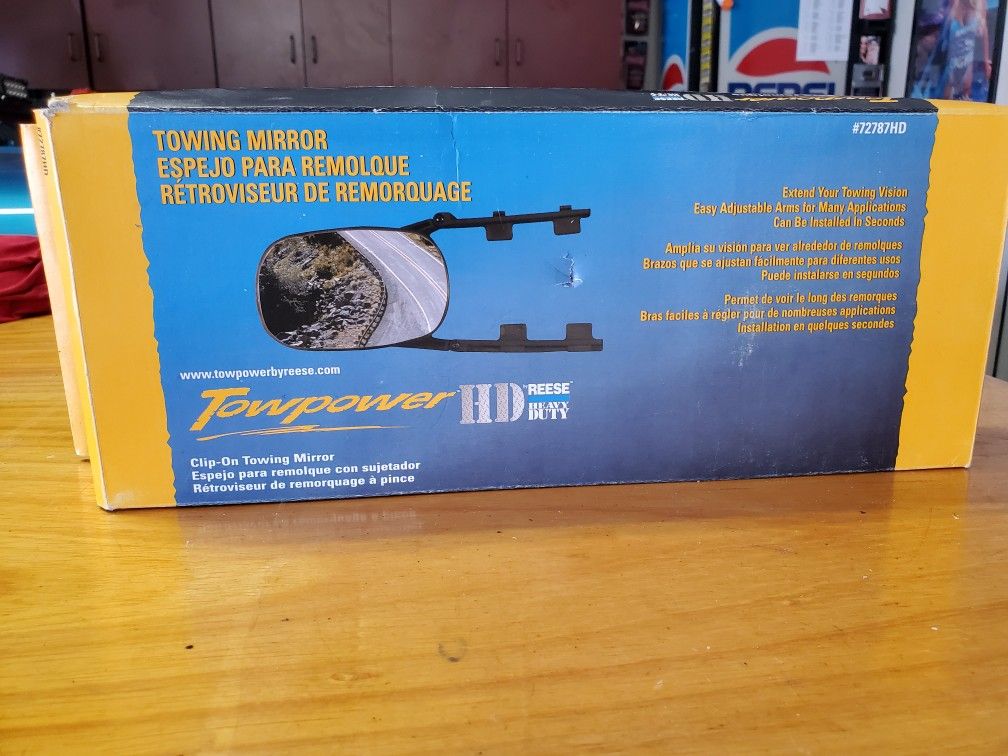 PEPSI
Towpower
#72787HD
#72787HD
TOWING MIRROR
ESPEJO PARA REMOLQUE
RÉTROVISEUR DE REMORQUAGE
Extend Your Towing Vision
Easy Adjustable Arms for Many Applications
Can Be Installed In Seconds
Amplia su visión para ver alrededor de remolques
Brazos que se ajustan fácilmente para diferentes usos
Puede instalarse en segundos
Permet de voir le long des remorques
Bras faciles à régler pour de nombreuses applications
Installation en quelques secondes
www.towpowerbyreese.com
Towpower HD by REESE
HEAVY
DUTY
Clip-On Towing Mirror
Espejo para remolque con sujetador
Rétroviseur de remorquage à pince